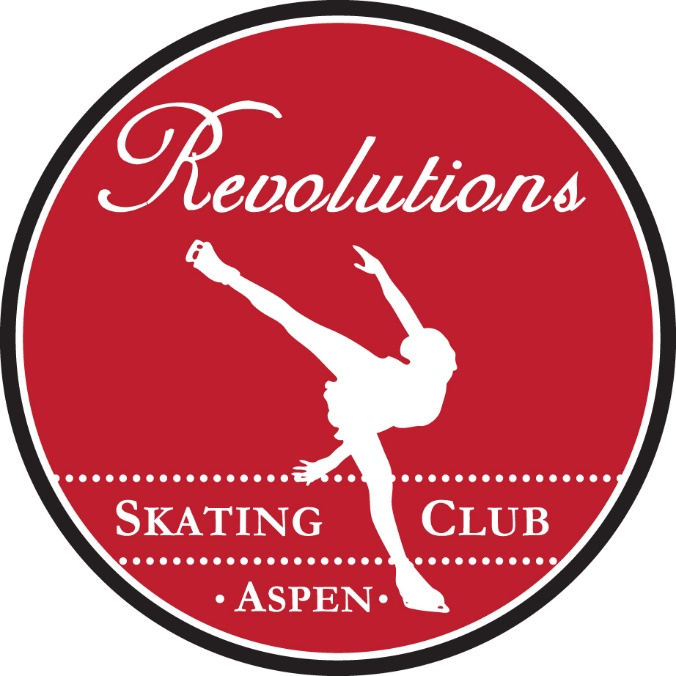 Revolutions
SKATING CLUB
• ASPEN •